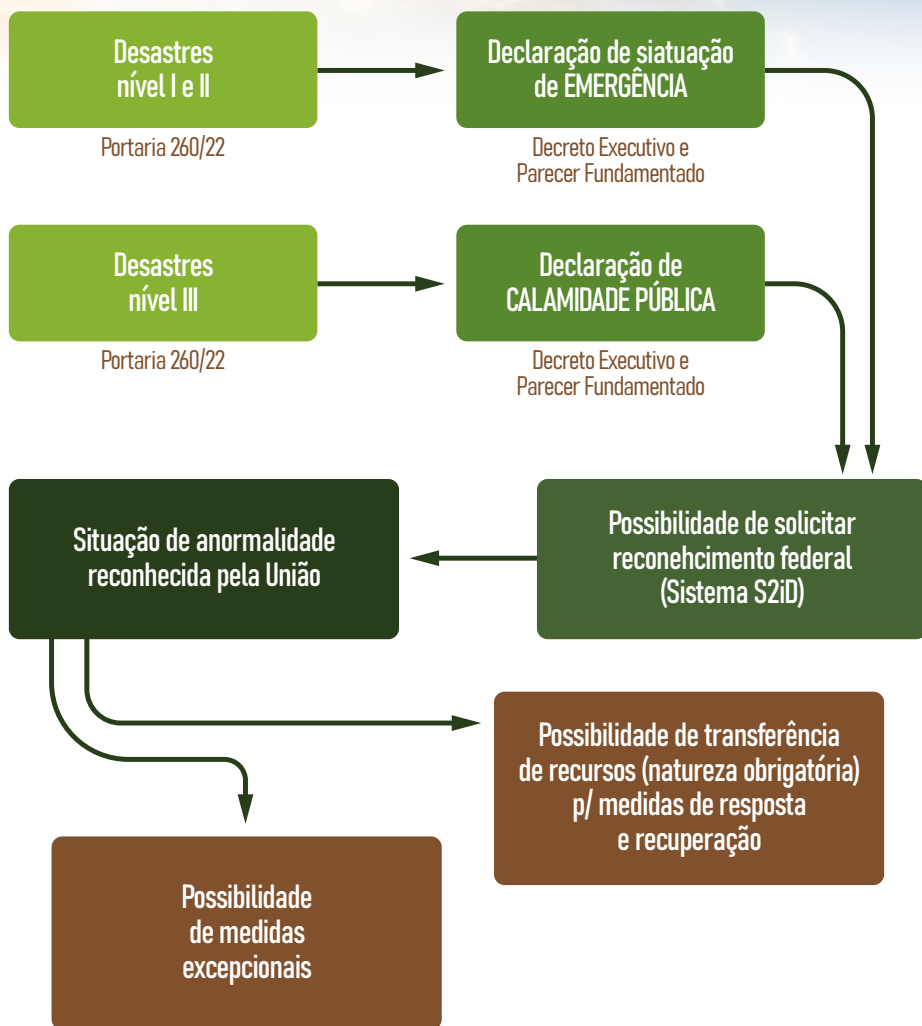 Desastres
nível I e II
Portaria 260/22
Declaração de siatuação
de EMERGÊNCIA
Decreto Executivo e
Parecer Fundamentado
Desastres
nível III
Portaria 260/22
Declaração de
CALAMIDADE PÚBLICA
Decreto Executivo e
Parecer Fundamentado
Possibilidade de solicitar
reconehcimento federal
(Sistema S2iD)
Situação de anormalidade
reconhecida pela União
Possibilidade de transferência
de recursos (natureza obrigatória)
p/ medidas de resposta
e recuperação
Possibilidade
de medidas
excepcionais